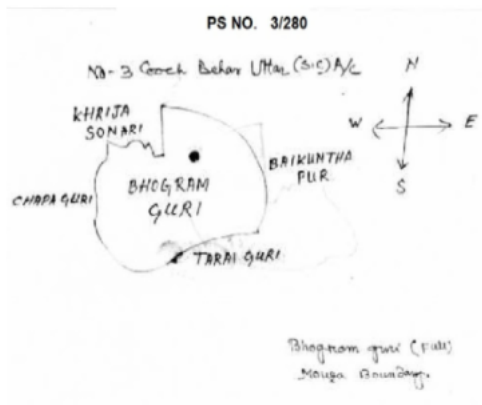 PS NO. 3/280
No-3 Cooch Behar Uttar (S.C) A/C
N
KHRIJA
SONARI
W
E
BAIKUNTHA
PUR.
S
BHOGRAM
GURI
CHAPAGURI
TARAI GURI
Bhogram guri (Full)
Mouza Boundary.